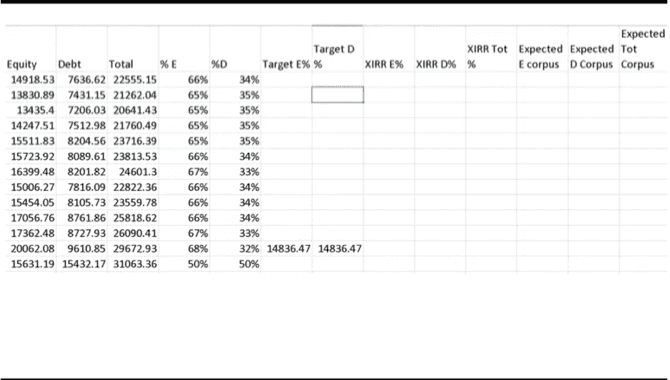 Expected
Target D XIRR Tot Expected Expected Tot
Equity Debt Total % E %D Target E% % XIRR E% XIRR D% % E corpus D Corpus Corpus
14918.53 7636.62 22555.15 66% 34%
13830.89 7431.15 21262.04 65% 35%
13435.4 7206.03 20641.43 65% 35%
14247.51 7512.98 21760.49 65% 35%
15511.83 8204.56 23716.39 65% 35%
15723.92 8089.61 23813.53 66% 34%
16399.48 8201.82 24601.3 67% 33%
15006.27 7816.09 22822.36 66% 34%
15454.05 8105.73 23559.78 66% 34%
17056.76 8761.86 25818.62 66% 34%
17362.48 8727.93 26090.41 67% 33%
20062.08 9610.85 29672.93 68% 32% 14836.47 14836.47
15631.19 15432.17 31063.36 50% 50%